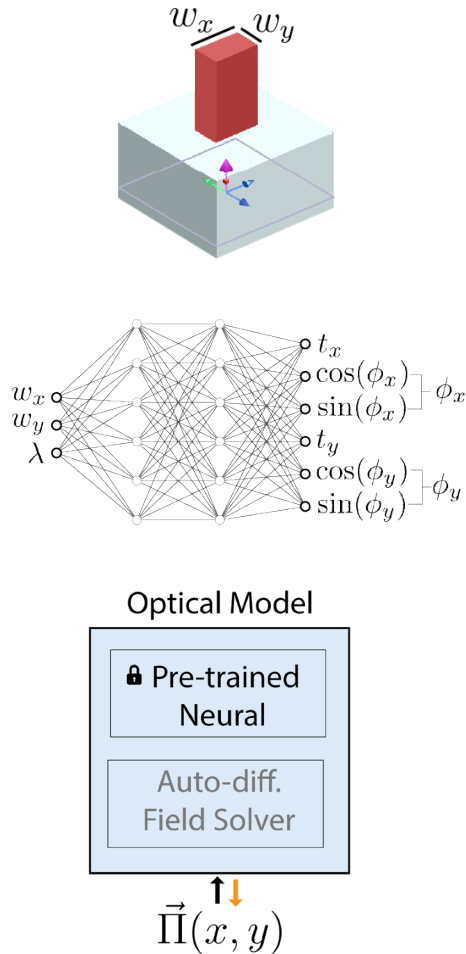 w_x w_y
t_x
cos(ϕ_x)
ϕ_x
w_x
sin(ϕ_x)
w_y
t_y
λ
cos(ϕ_y)
ϕ_y
sin(ϕ_y)
Optical Model
Pre-trained
Neural
Auto-diff.
Field Solver
\vec{Π}(x, y)